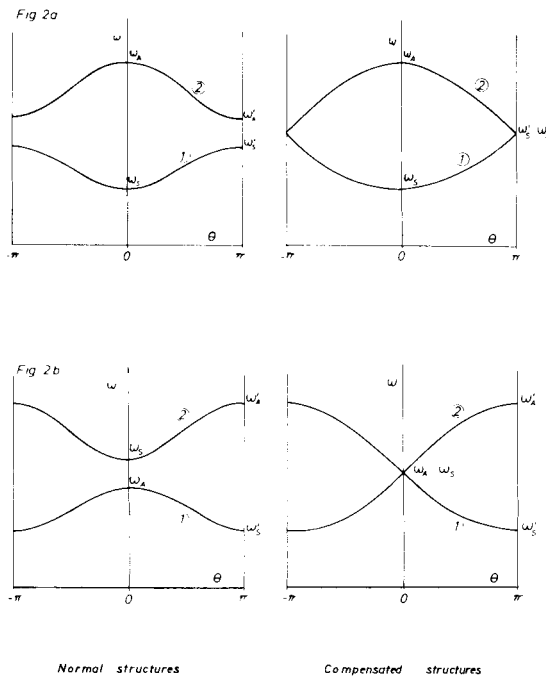 Fig 2a
ω ω
ω_A ω_A
② ②
ω'_A
ω'_S ω'_S ω
1 ①
ω_S ω_S
θ θ
-π 0 π -π 0 π
Fig 2b
ω ω
ω'_A ω'_A
2 2
ω_S
ω_A ω_A ω_S
1 1
ω'_S ω'_S
θ θ
-π 0 π -π 0 π
Normal structures Compensated structures